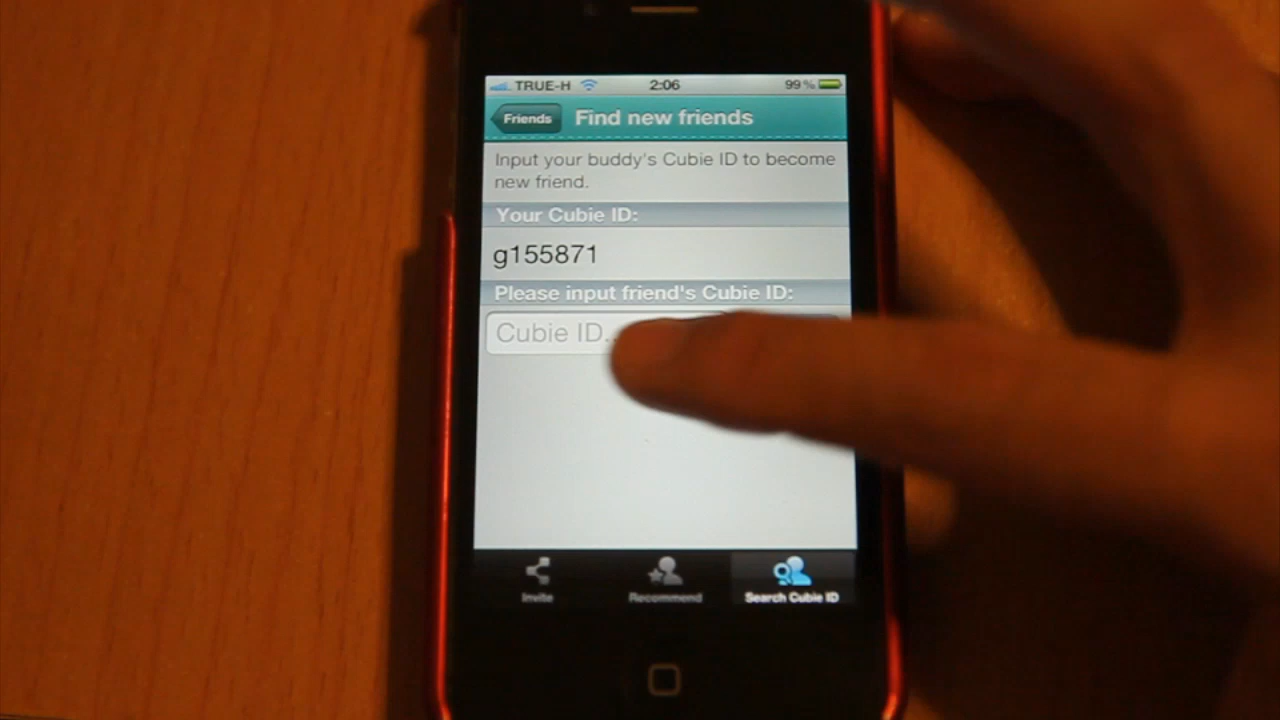 TRUE-H 2:06 99%
Friends Find new friends
Input your buddy's Cubie ID to become
new friend.
Your Cubie ID:
g155871
Please input friend's Cubie ID:
Cubie ID..
Invite Recommend Search Cubie ID